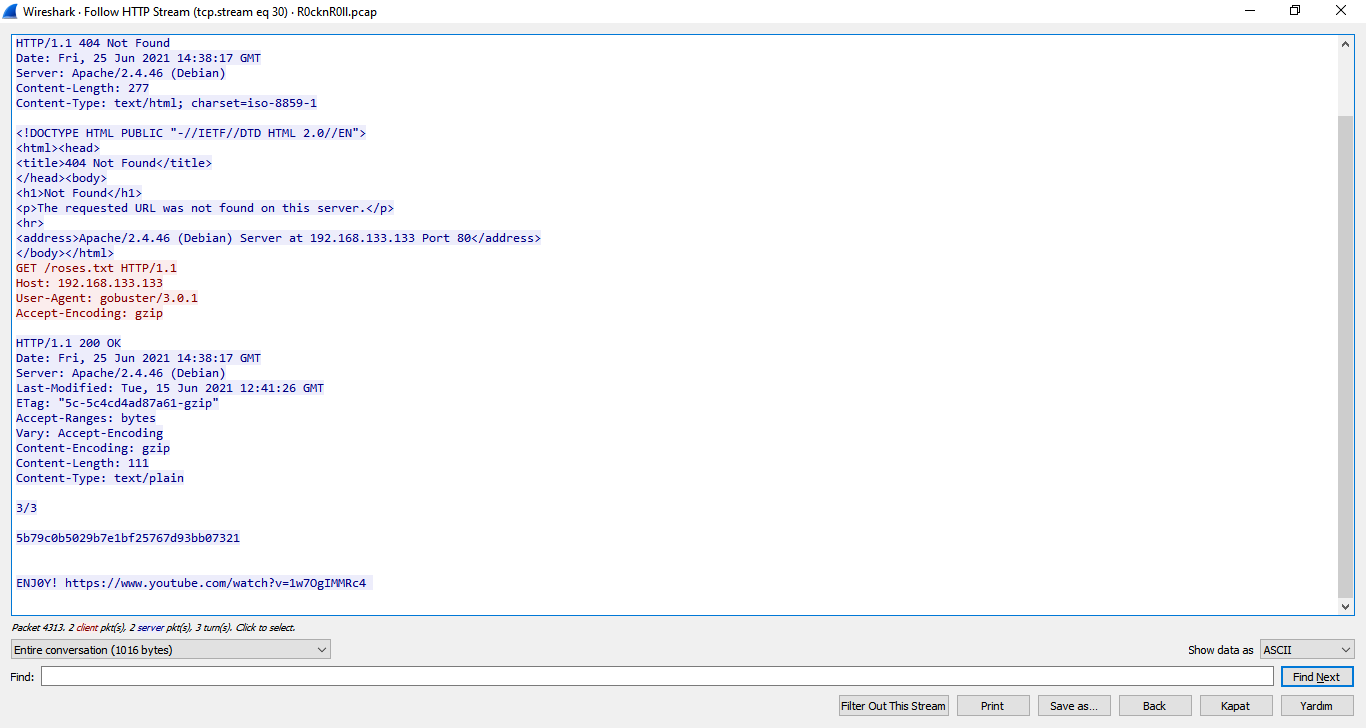 Wireshark · Follow HTTP Stream (tcp.stream eq 30) · R0cknR0ll.pcap
HTTP/1.1 404 Not Found
Date: Fri, 25 Jun 2021 14:38:17 GMT
Server: Apache/2.4.46 (Debian)
Content-Length: 277
Content-Type: text/html; charset=iso-8859-1
<!DOCTYPE HTML PUBLIC "-//IETF//DTD HTML 2.0//EN">
<html><head>
<title>404 Not Found</title>
</head><body>
<h1>Not Found</h1>
<p>The requested URL was not found on this server.</p>
<hr>
<address>Apache/2.4.46 (Debian) Server at 192.168.133.133 Port 80</address>
</body></html>
GET /roses.txt HTTP/1.1
Host: 192.168.133.133
User-Agent: gobuster/3.0.1
Accept-Encoding: gzip
HTTP/1.1 200 OK
Date: Fri, 25 Jun 2021 14:38:17 GMT
Server: Apache/2.4.46 (Debian)
Last-Modified: Tue, 15 Jun 2021 12:41:26 GMT
ETag: "5c-5c4cd4ad87a61-gzip"
Accept-Ranges: bytes
Vary: Accept-Encoding
Content-Encoding: gzip
Content-Length: 111
Content-Type: text/plain
3/3
5b79c0b5029b7e1bf25767d93bb07321
ENJ0Y! https://www.youtube.com/watch?v=1w7OgIMMRc4
Packet 4313. 2 client pkt(s), 2 server pkt(s), 3 turn(s). Click to select.
Entire conversation (1016 bytes) Show data as ASCII
Find: Find Next
Filter Out This Stream Print Save as... Back Kapat Yardım